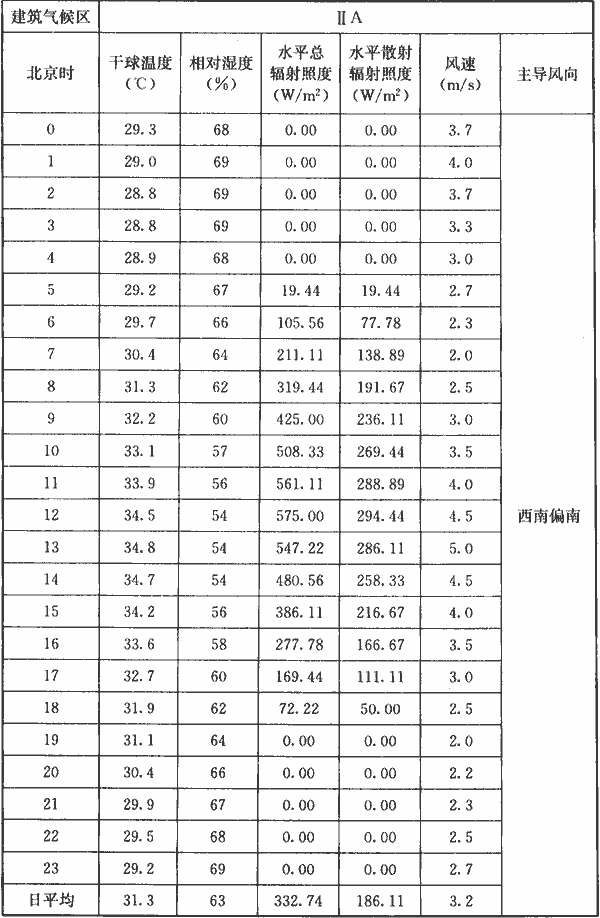 建筑气候区 ⅡA
北京时 干球温度(℃) 相对湿度(%) 水平总辐射照度(W/m²) 水平散射辐射照度(W/m²) 风速(m/s) 主导风向
0 29.3 68 0.00 0.00 3.7
1 29.0 69 0.00 0.00 4.0
2 28.8 69 0.00 0.00 3.7
3 28.8 69 0.00 0.00 3.3
4 28.9 68 0.00 0.00 3.0
5 29.2 67 19.44 19.44 2.7
6 29.7 66 105.56 77.78 2.3
7 30.4 64 211.11 138.89 2.0
8 31.3 62 319.44 191.67 2.5
9 32.2 60 425.00 236.11 3.0
10 33.1 57 508.33 269.44 3.5
11 33.9 56 561.11 288.89 4.0
12 34.5 54 575.00 294.44 4.5 西南偏南
13 34.8 54 547.22 286.11 5.0
14 34.7 54 480.56 258.33 4.5
15 34.2 56 386.11 216.67 4.0
16 33.6 58 277.78 166.67 3.5
17 32.7 60 169.44 111.11 3.0
18 31.9 62 72.22 50.00 2.5
19 31.1 64 0.00 0.00 2.0
20 30.4 66 0.00 0.00 2.2
21 29.9 67 0.00 0.00 2.3
22 29.5 68 0.00 0.00 2.5
23 29.2 69 0.00 0.00 2.7
日平均 31.3 63 332.74 186.11 3.2